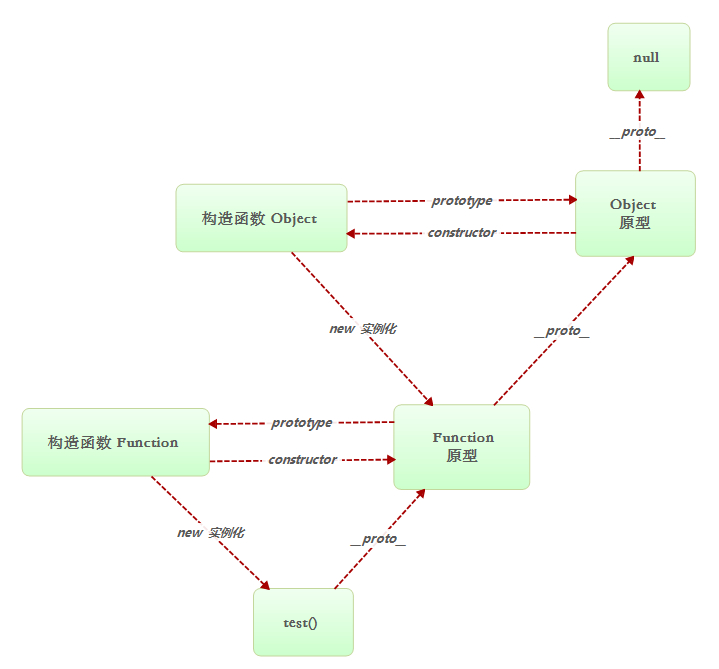 null
__proto__
构造函数 Object
prototype
constructor
Object
原型
new 实例化
__proto__
构造函数 Function
prototype
constructor
Function
原型
new 实例化
__proto__
test()